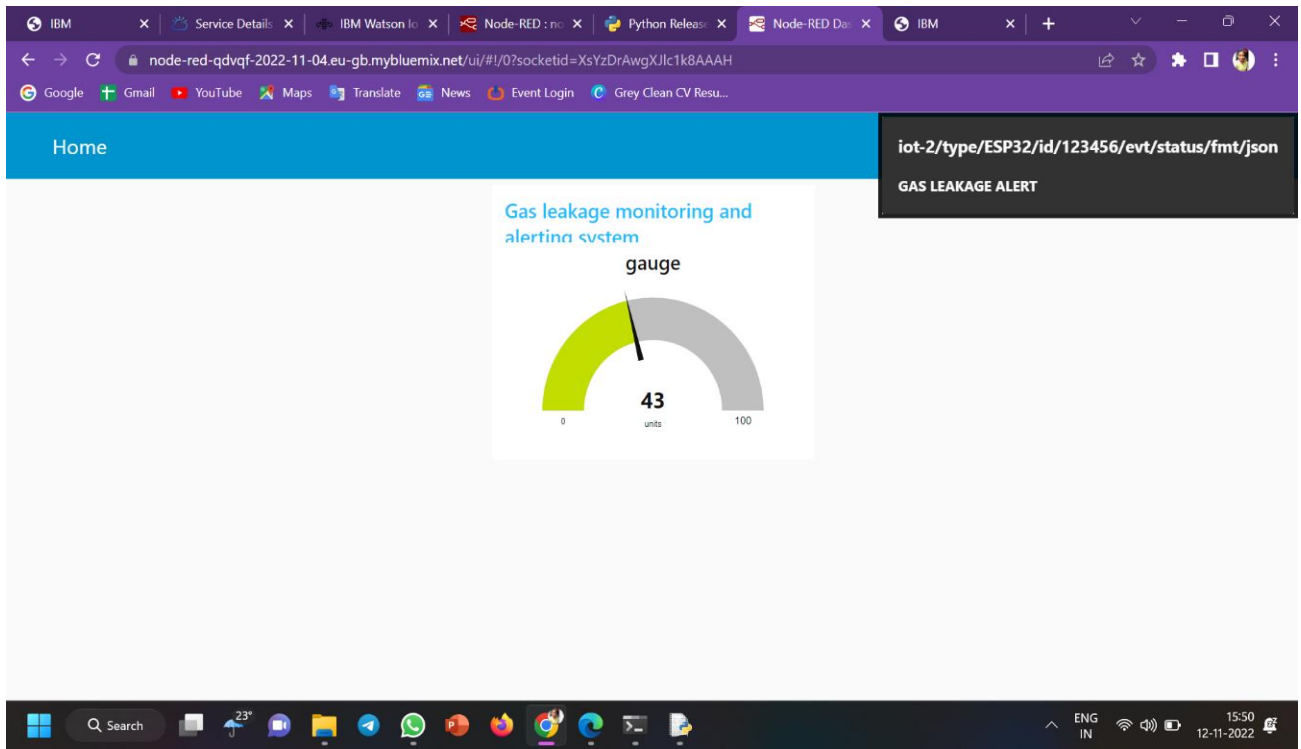 IBM
Service Details
IBM Watson Io
Node-RED : no
Python Release
Node-RED Das
IBM
node-red-qdvqf-2022-11-04.eu-gb.mybluemix.net/ui/#!/0?socketid=XsYzDrAwgXJlc1k8AAAH
Google
Gmail
YouTube
Maps
Translate
News
Event Login
Grey Clean CV Resu...
Home
iot-2/type/ESP32/id/123456/evt/status/fmt/json
GAS LEAKAGE ALERT
Gas leakage monitoring and
alerting system
gauge
43
0
units
100
Search
23°
ENG
IN
15:50
12-11-2022